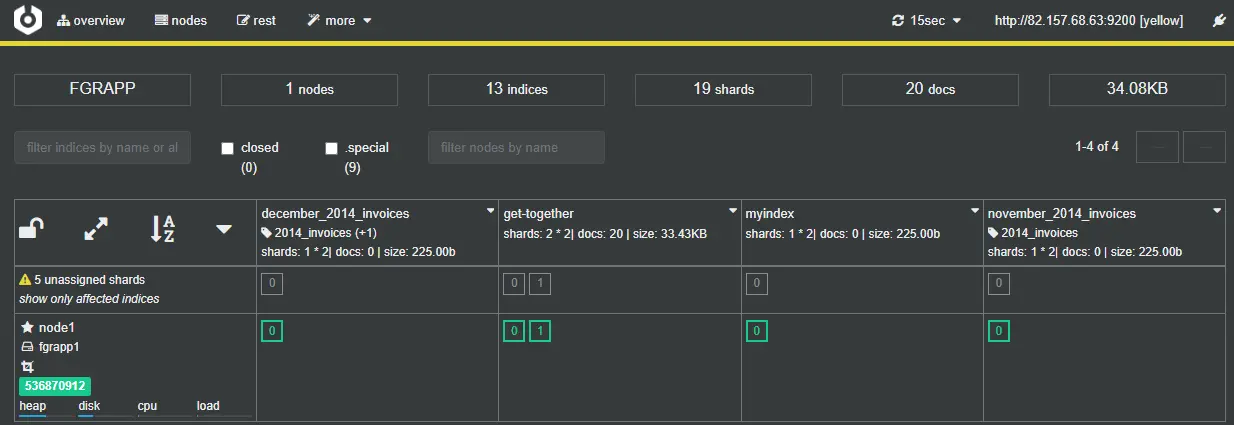 overview nodes rest more 15sec http://82.157.68.63:9200 [yellow]
FGRAPP 1 nodes 13 indices 19 shards 20 docs 34.08KB
filter indices by name or al closed (0) .special (9) filter nodes by name 1-4 of 4
A
Z
december_2014_invoices
2014_invoices (+1)
shards: 1 * 2| docs: 0 | size: 225.00b
get-together
shards: 2 * 2| docs: 20 | size: 33.43KB
myindex
shards: 1 * 2| docs: 0 | size: 225.00b
november_2014_invoices
2014_invoices
shards: 1 * 2| docs: 0 | size: 225.00b
5 unassigned shards
show only affected indices
0 0 1 0 0
node1
fgrapp1
536870912
heap disk cpu load
0 0 1 0 0